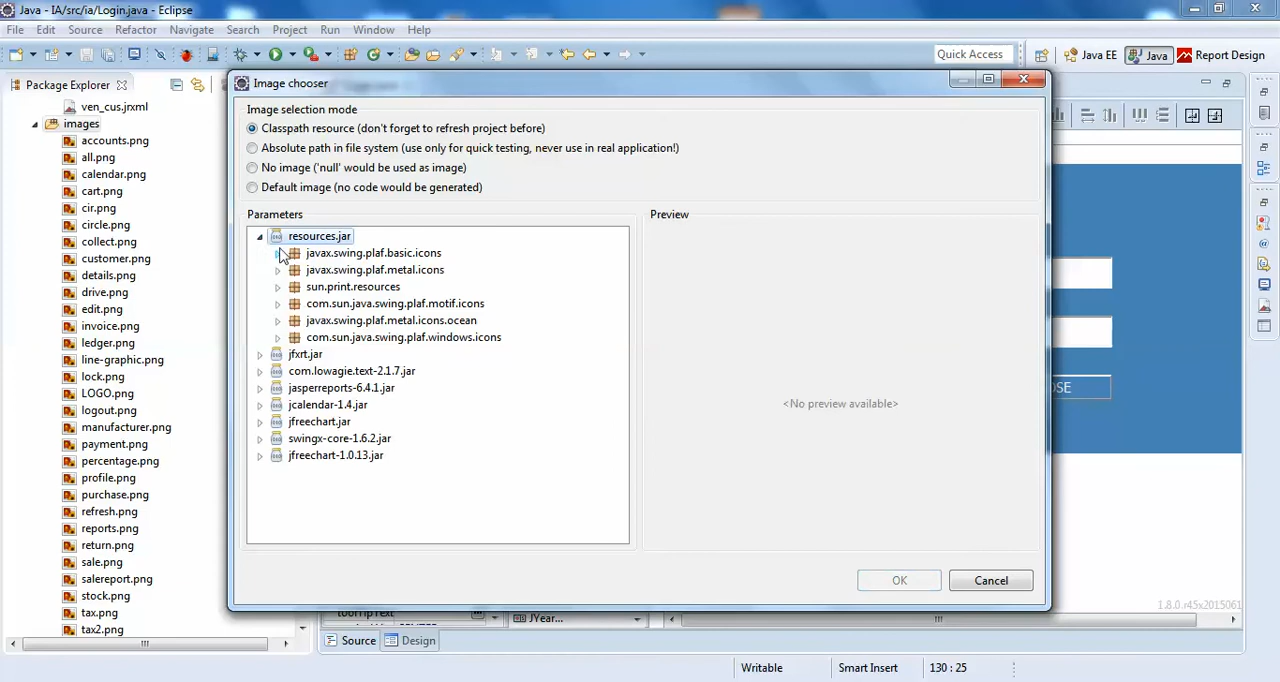 Java - IA/src/ia/Login.java - Eclipse
File Edit Source Refactor Navigate Search Project Run Window Help
Quick Access
Java EE
Java
Report Design
Package Explorer
ven_cus.jrxml
images
accounts.png
all.png
calendar.png
cart.png
cir.png
circle.png
collect.png
customer.png
details.png
drive.png
edit.png
invoice.png
ledger.png
line-graphic.png
lock.png
LOGO.png
logout.png
manufacturer.png
payment.png
percentage.png
profile.png
purchase.png
refresh.png
reports.png
return.png
sale.png
salereport.png
stock.png
tax.png
tax2.png
Image chooser
Image selection mode
Classpath resource (don't forget to refresh project before)
Absolute path in file system (use only for quick testing, never use in real application!)
No image ('null' would be used as image)
Default image (no code would be generated)
Parameters
resources.jar
javax.swing.plaf.basic.icons
javax.swing.plaf.metal.icons
sun.print.resources
com.sun.java.swing.plaf.motif.icons
javax.swing.plaf.metal.icons.ocean
com.sun.java.swing.plaf.windows.icons
jfxrt.jar
com.lowagie.text-2.1.7.jar
jasperreports-6.4.1.jar
jcalendar-1.4.jar
jfreechart.jar
swingx-core-1.6.2.jar
jfreechart-1.0.13.jar
Preview
<No preview available>
OK
Cancel
OSE
1.8.0.r45x2015061
JYear...
Source
Design
Writable
Smart Insert
130 : 25